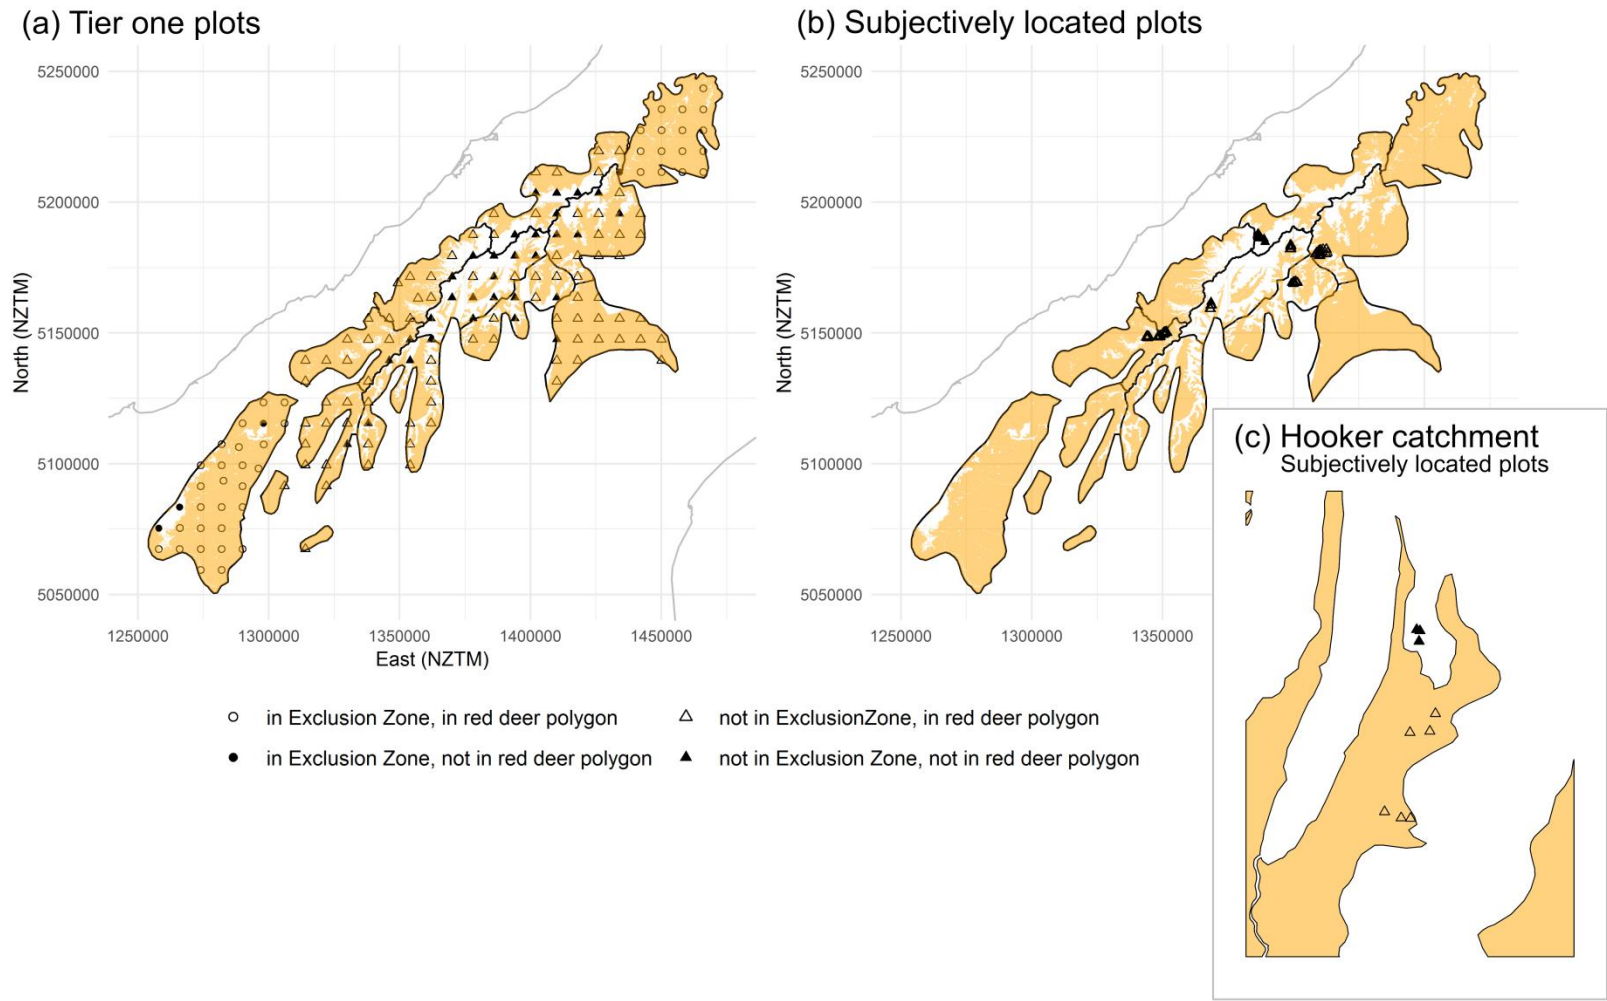 (a) Tier one plots
(b) Subjectively located plots
5250000
5200000
5150000
5100000
5050000
North (NZTM)
1250000
1300000
1350000
1400000
1450000
East (NZTM)
5250000
5200000
5150000
5100000
5050000
North (NZTM)
1250000
1300000
1350000
(c) Hooker catchment
Subjectively located plots
in Exclusion Zone, in red deer polygon
not in ExclusionZone, in red deer polygon
in Exclusion Zone, not in red deer polygon
not in Exclusion Zone, not in red deer polygon